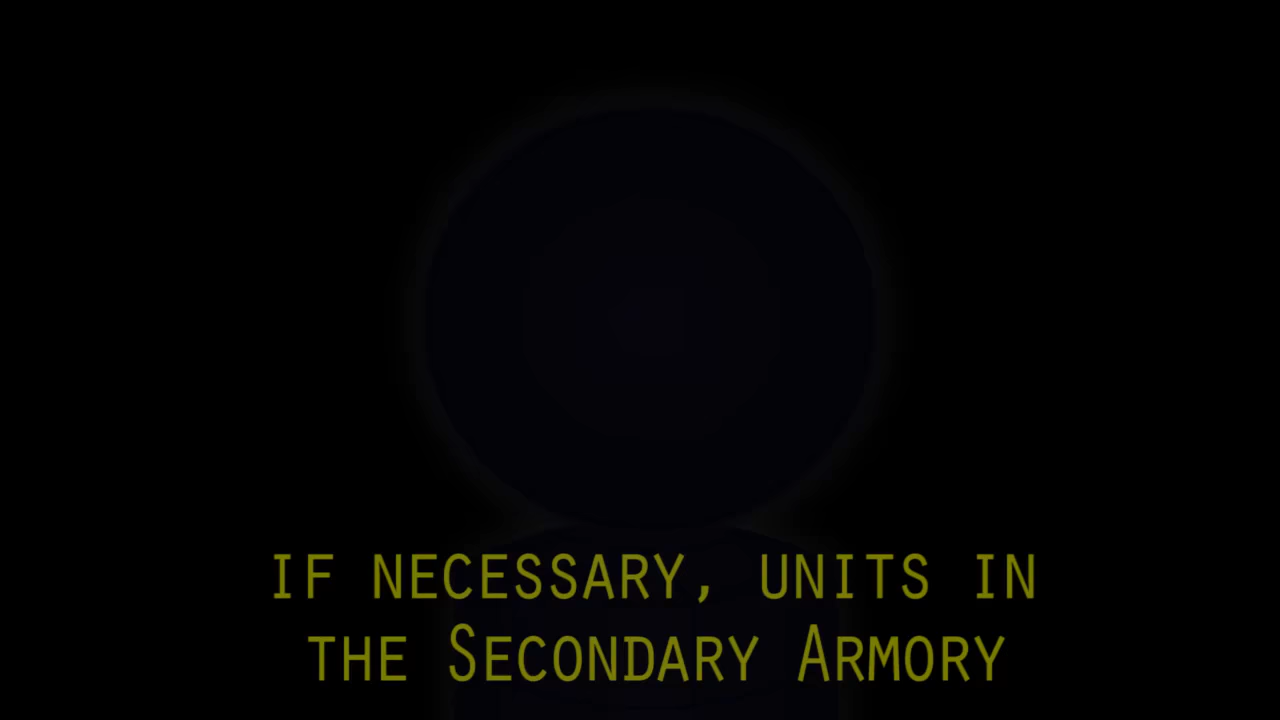 IF NECESSARY, UNITS IN
THE SECONDARY ARMORY